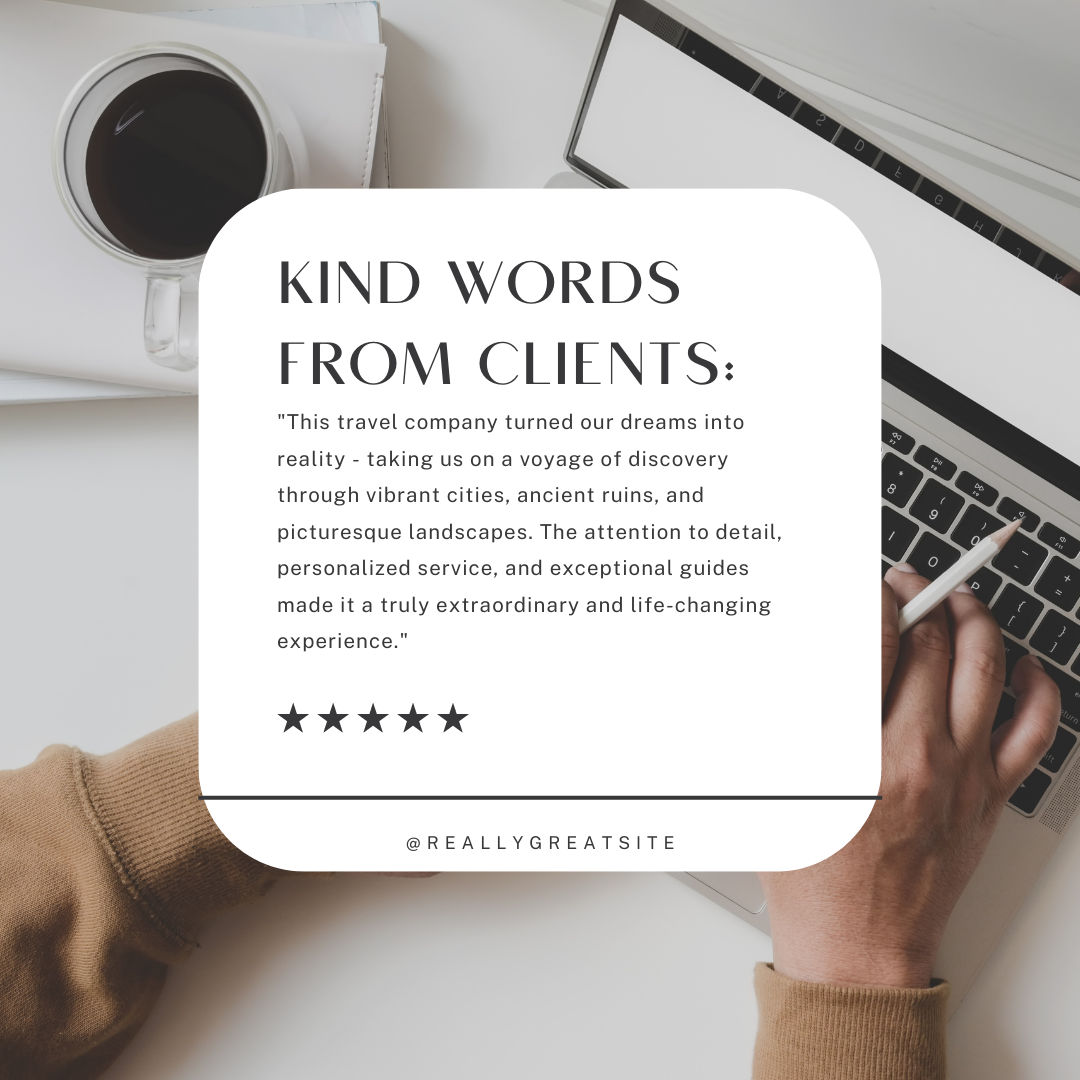 KIND WORDS
FROM CLIENTS:
"This travel company turned our dreams into
reality - taking us on a voyage of discovery
through vibrant cities, ancient ruins, and
picturesque landscapes. The attention to detail,
personalized service, and exceptional guides
made it a truly extraordinary and life-changing
experience."
★★★★★
@REALLYGREATSITE